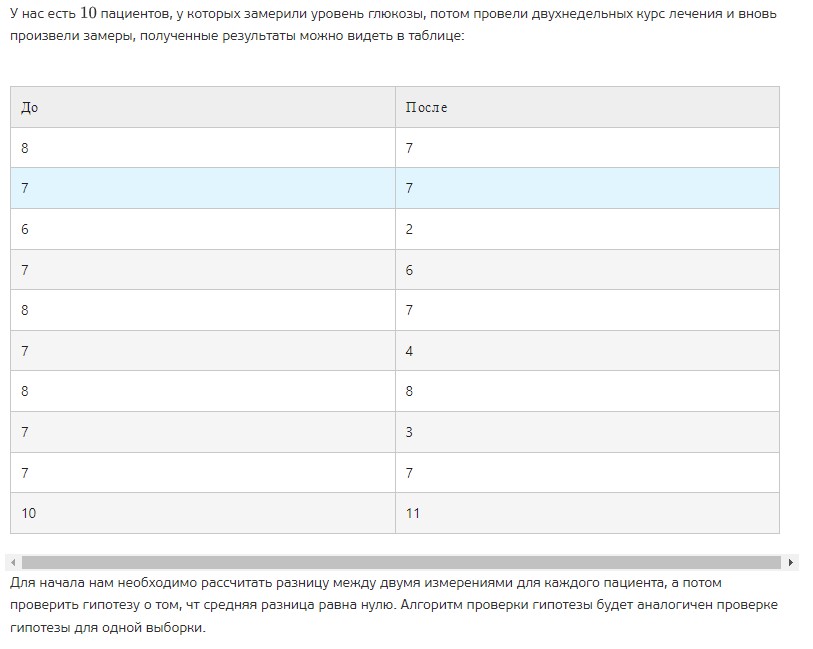 У нас есть 10 пациентов, у которых замерили уровень глюкозы, потом провели двухнедельных курс лечения и вновь
произвели замеры, полученные результаты можно видеть в таблице:
До После
8 7
7 7
6 2
7 6
8 7
7 4
8 8
7 3
7 7
10 11
Для начала нам необходимо рассчитать разницу между двумя измерениями для каждого пациента, а потом
проверить гипотезу о том, чт средняя разница равна нулю. Алгоритм проверки гипотезы будет аналогичен проверке
гипотезы для одной выборки.